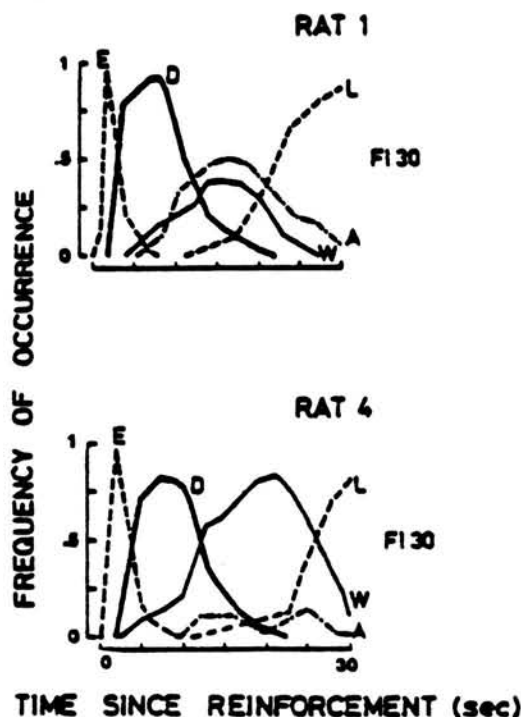 RAT 1
E
D
L
1
.5
0
FI 30
A
W
FREQUENCY OF OCCURRENCE
RAT 4
E
D
L
1
.5
0
FI 30
W
A
0
30
TIME SINCE REINFORCEMENT (sec)